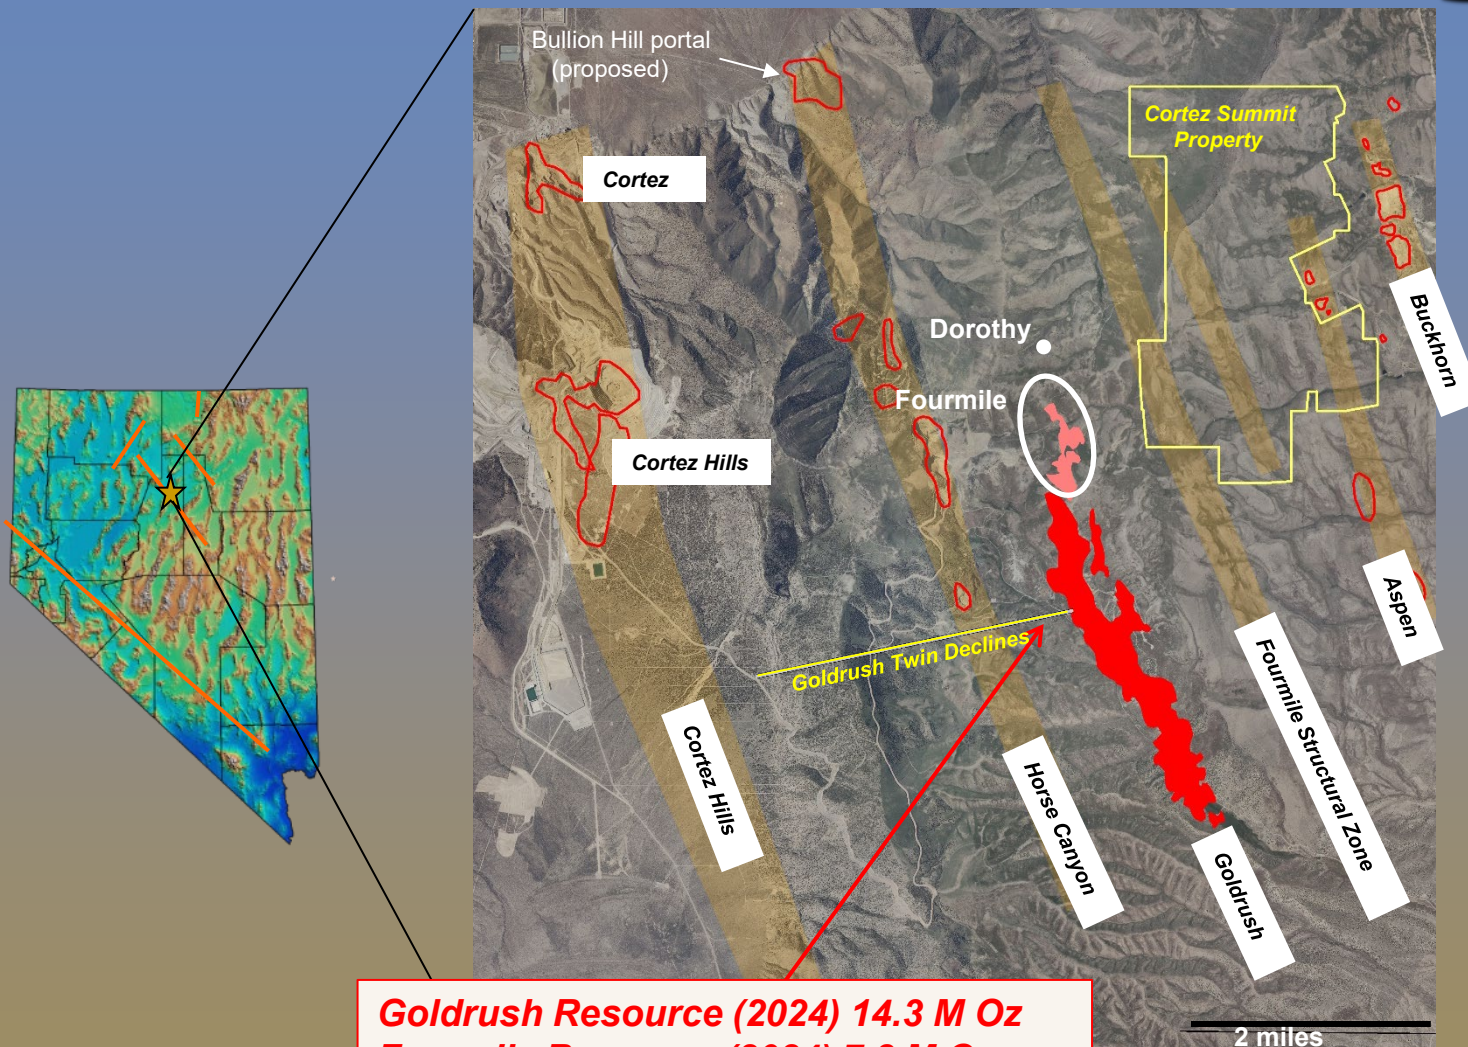 Bullion Hill portal
(proposed)
Cortez Summit
Property
Cortez
Buckhorn
Dorothy
Fourmile
Cortez Hills
Aspen
Goldrush Twin Declines
Fourmile Structural Zone
Cortez Hills
Horse Canyon
Goldrush
Goldrush Resource (2024) 14.3 M Oz
2 miles